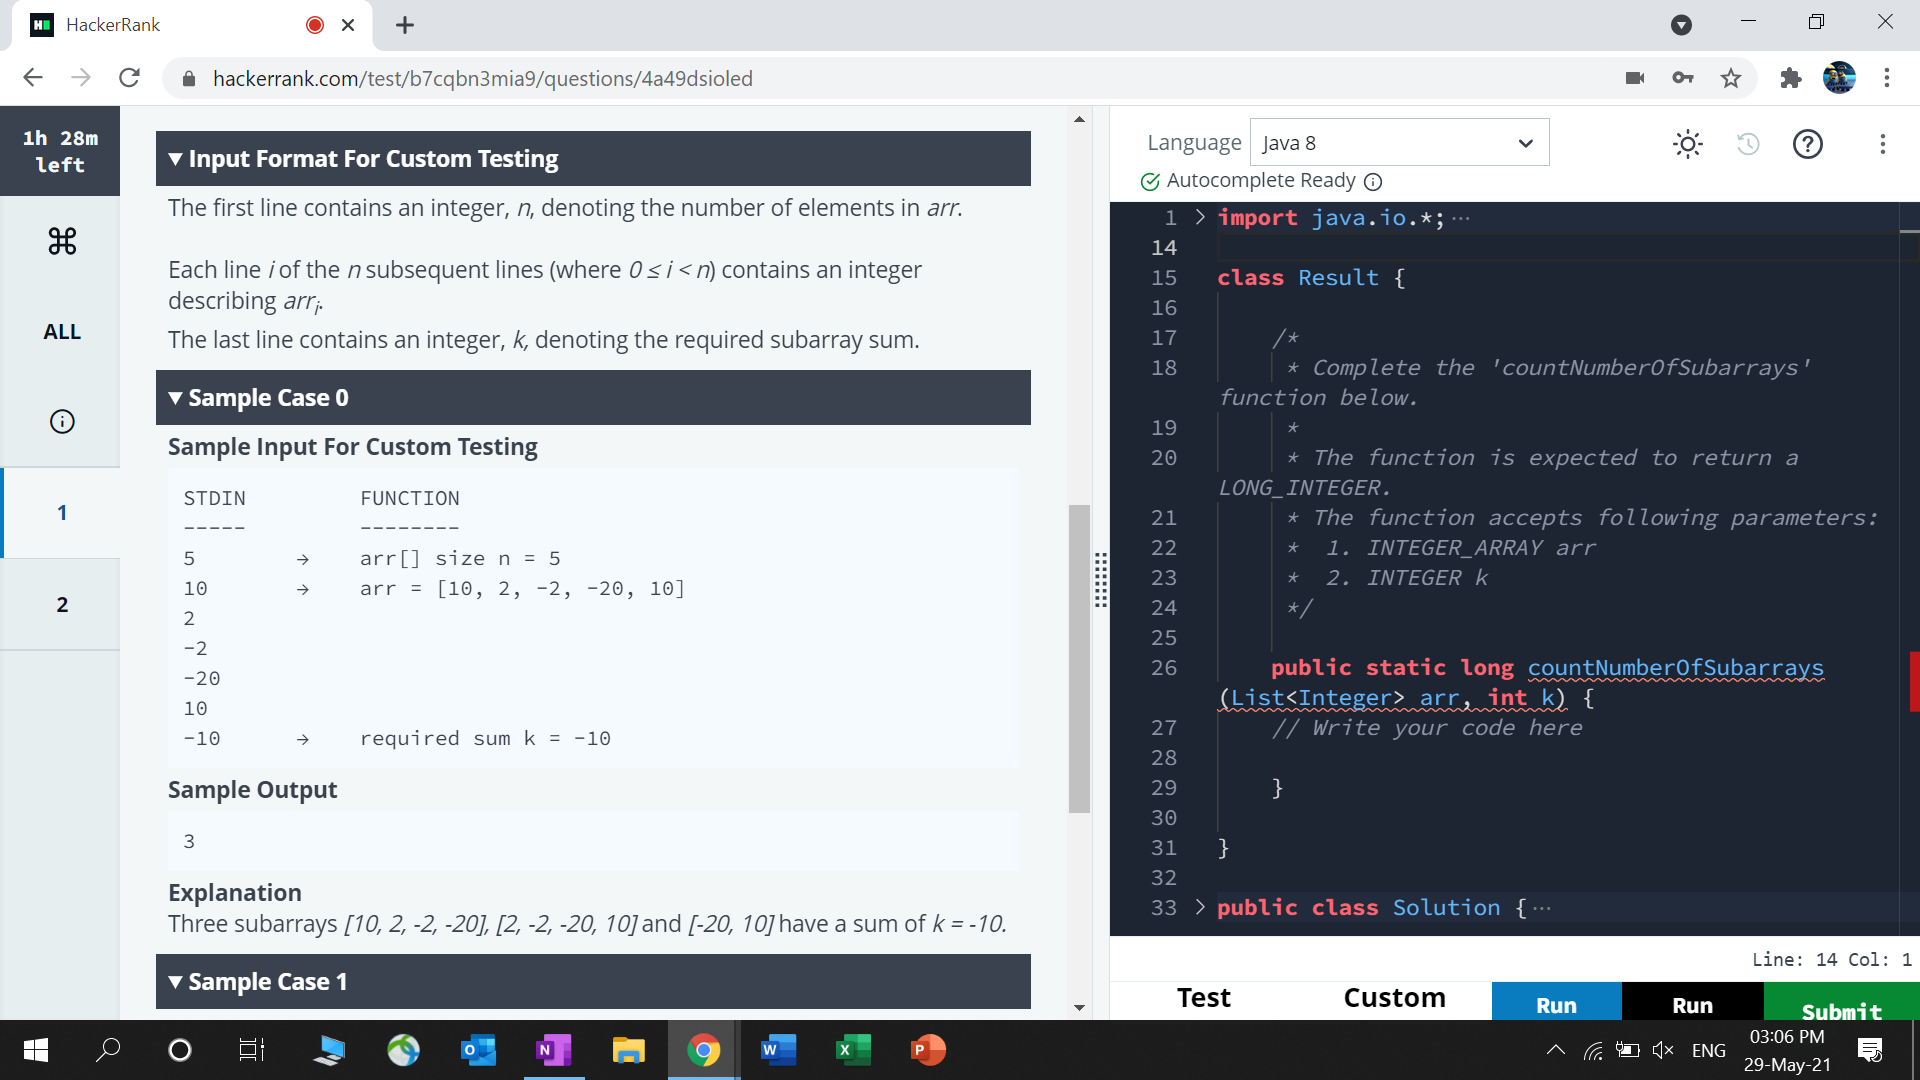 HackerRank
hackerrank.com/test/b7cqbn3mia9/questions/4a49dsioled
1h 28m
left
ALL
1
2
▼ Input Format For Custom Testing
The first line contains an integer, n, denoting the number of elements in arr.
Each line i of the n subsequent lines (where 0 ≤ i < n) contains an integer
describing arri.
The last line contains an integer, k, denoting the required subarray sum.
▼ Sample Case 0
Sample Input For Custom Testing
STDIN FUNCTION
----- --------
5 → arr[] size n = 5
10 → arr = [10, 2, -2, -20, 10]
2
-2
-20
10
-10 → required sum k = -10
Sample Output
3
Explanation
Three subarrays [10, 2, -2, -20], [2, -2, -20, 10] and [-20, 10] have a sum of k = -10.
▼ Sample Case 1
Language Java 8
Autocomplete Ready
1 > import java.io.*; ···
14
15 class Result {
16
17 /*
18 * Complete the 'countNumberOfSubarrays'
function below.
19 *
20 * The function is expected to return a
LONG_INTEGER.
21 * The function accepts following parameters:
22 * 1. INTEGER_ARRAY arr
23 * 2. INTEGER k
24 */
25
26 public static long countNumberOfSubarrays
(List<Integer> arr, int k) {
27 // Write your code here
28
29 }
30
31 }
32
33 > public class Solution { ···
Line: 14 Col: 1
Test Custom Run Run Submit
ENG
03:06 PM
29-May-21